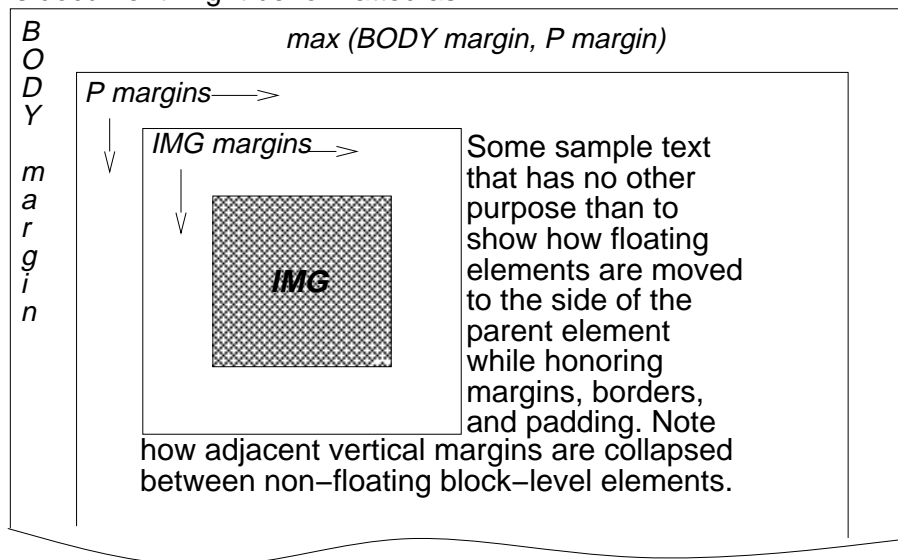 max (BODY margin, P margin)
BODY margin
P margins
IMG margins
IMG
Some sample text
that has no other
purpose than to
show how floating
elements are moved
to the side of the
parent element
while honoring
margins, borders,
and padding. Note
how adjacent vertical margins are collapsed
between non−floating block−level elements.